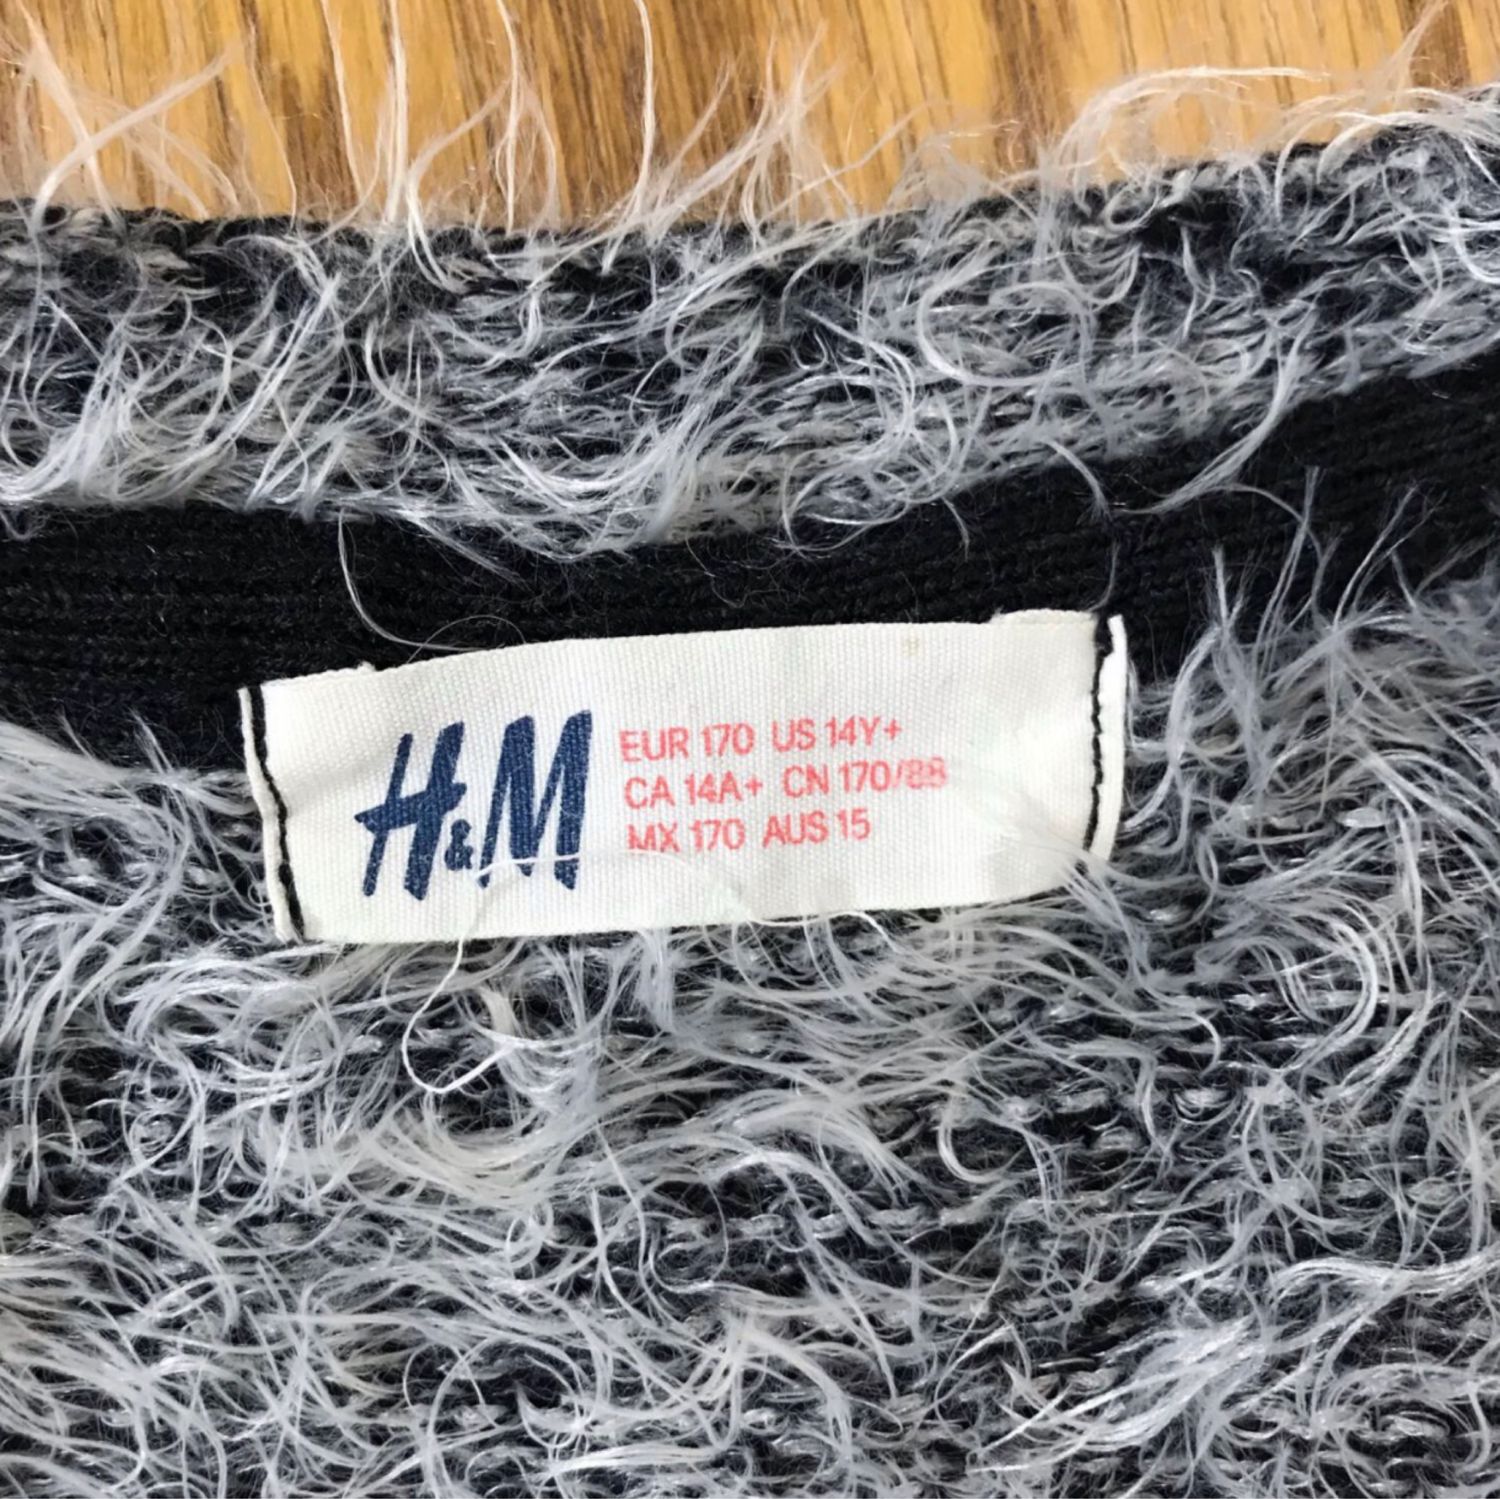 H&M
EUR 170 US 14Y+
CA 14A+ CN 170/88
MX 170 AUS 15